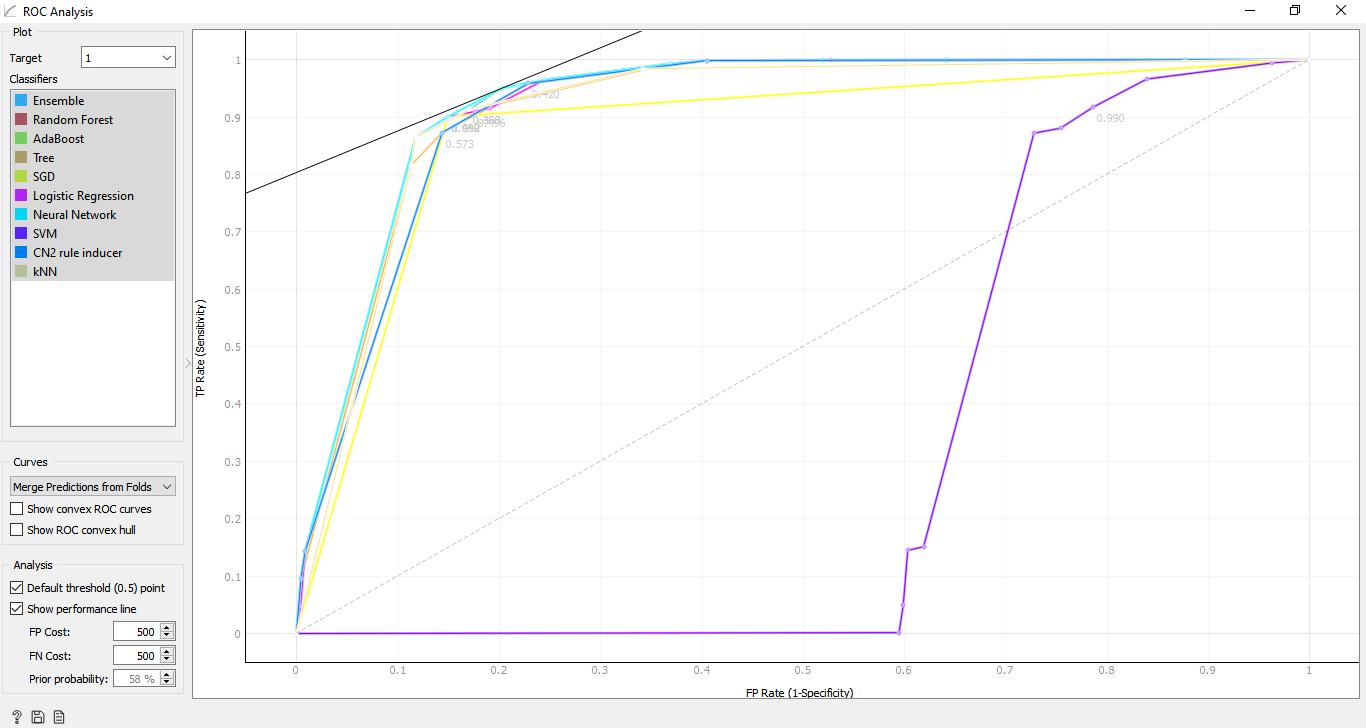 ROC Analysis
Plot
Target
1
Classifiers
Ensemble
Random Forest
AdaBoost
Tree
SGD
Logistic Regression
Neural Network
SVM
CN2 rule inducer
kNN
Curves
Merge Predictions from Folds
Show convex ROC curves
Show ROC convex hull
Analysis
Default threshold (0.5) point
Show performance line
FP Cost: 500
FN Cost: 500
Prior probability: 58 %
TP Rate (Sensitivity)
1
0.9
0.8
0.7
0.6
0.5
0.4
0.3
0.2
0.1
0
0.420
0.573
0.990
0 0.1 0.2 0.3 0.4 0.5 0.6 0.7 0.8 0.9 1
FP Rate (1-Specificity)